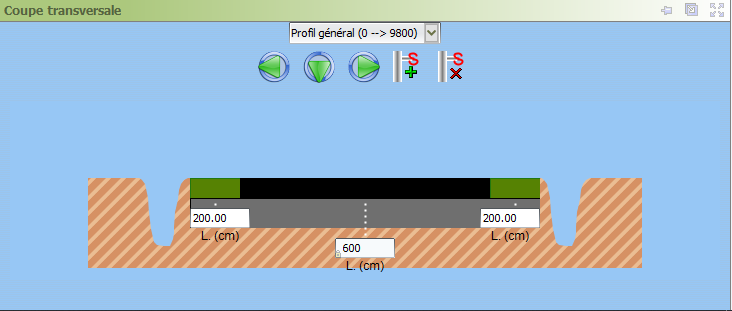 Coupe transversale
Profil général (0 --> 9800)
S S
200.00 200.00
L. (cm) L. (cm)
600
L. (cm)